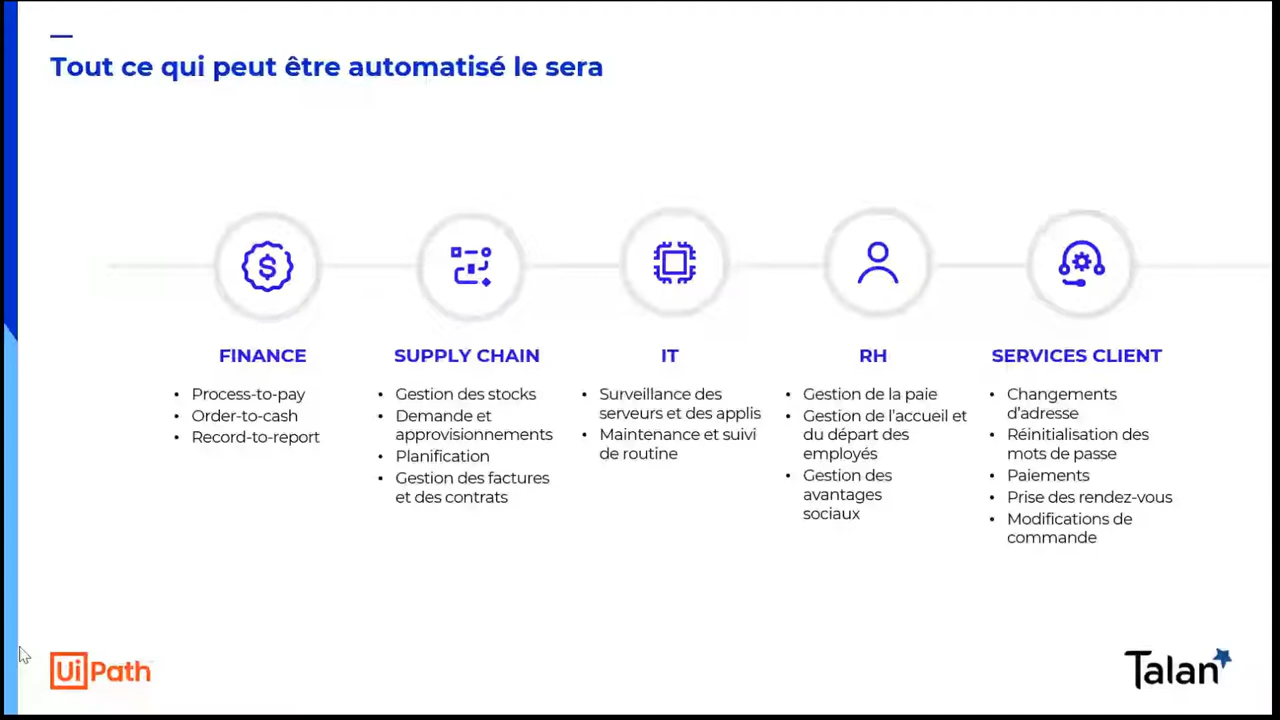 Tout ce qui peut être automatisé le sera
FINANCE
• Process-to-pay
• Order-to-cash
• Record-to-report
SUPPLY CHAIN
• Gestion des stocks
• Demande et
approvisionnements
• Planification
• Gestion des factures
et des contrats
IT
• Surveillance des
serveurs et des applis
• Maintenance et suivi
de routine
RH
• Gestion de la paie
• Gestion de l'accueil et
du départ des
employés
• Gestion des
avantages
sociaux
SERVICES CLIENT
• Changements
d'adresse
• Réinitialisation des
mots de passe
• Paiements
• Prise des rendez-vous
• Modifications de
commande
UiPath
Talan